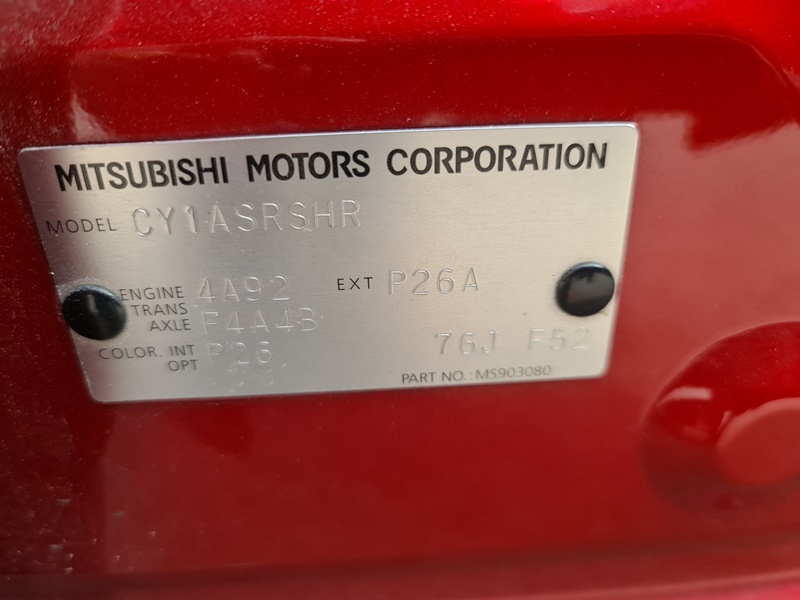 MITSUBISHI MOTORS CORPORATION
MODEL CY1ASRSHR
ENGINE 4A92 EXT P26A
TRANS
AXLE F4A4B
COLOR. INT P26 76J F52
OPT
PART NO.: MS903080